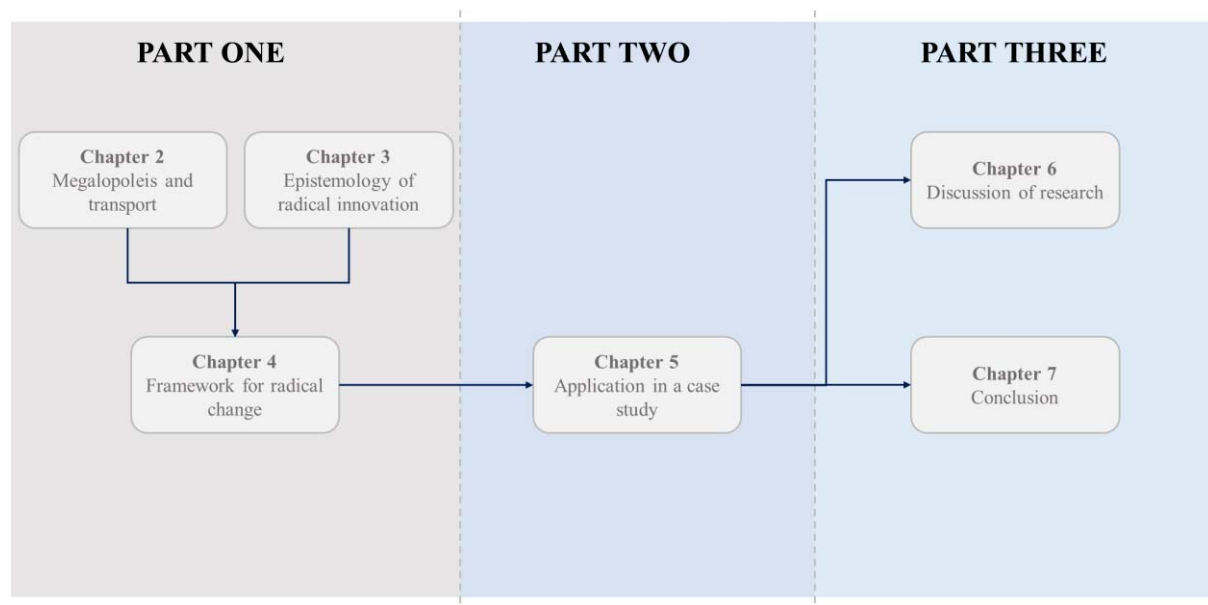 PART ONE
PART TWO
PART THREE
Chapter 2
Megalopoleis and
transport
Chapter 3
Epistemology of
radical innovation
Chapter 6
Discussion of research
Chapter 4
Framework for radical
change
Chapter 5
Application in a case
study
Chapter 7
Conclusion